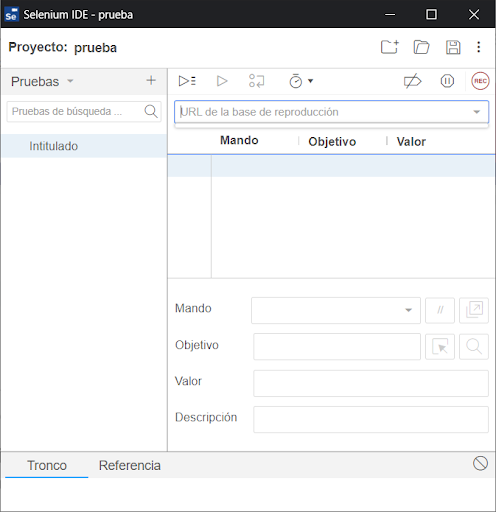 Se Selenium IDE - prueba
Proyecto: prueba
Pruebas
REC
Pruebas de búsqueda ...
URL de la base de reproducción
Intitulado
Mando Objetivo Valor
Mando
//
Objetivo
Valor
Descripción
Tronco Referencia